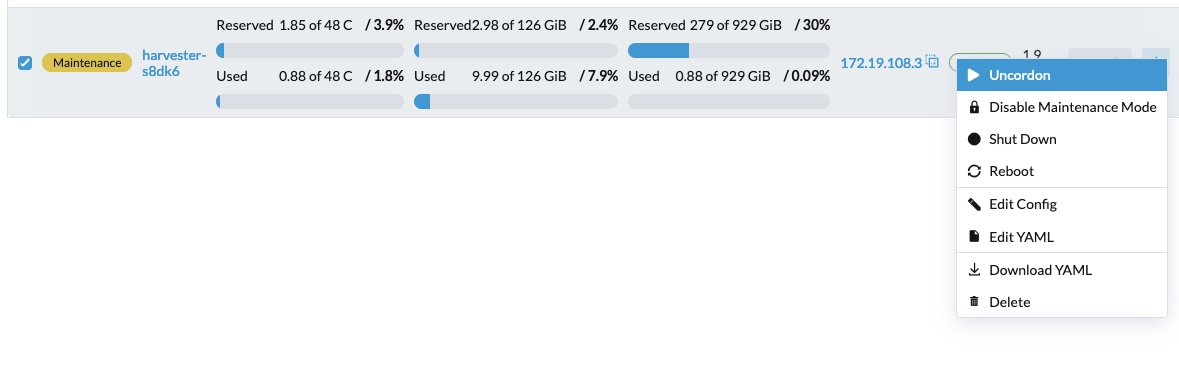 Reserved 1.85 of 48 C / 3.9%
Reserved 2.98 of 126 GiB / 2.4%
Reserved 279 of 929 GiB / 30%
Maintenance
harvester-
s8dk6
Used 0.88 of 48 C / 1.8%
Used 9.99 of 126 GiB / 7.9%
Used 0.88 of 929 GiB / 0.09%
172.19.108.3
Uncordon
Disable Maintenance Mode
Shut Down
Reboot
Edit Config
Edit YAML
Download YAML
Delete